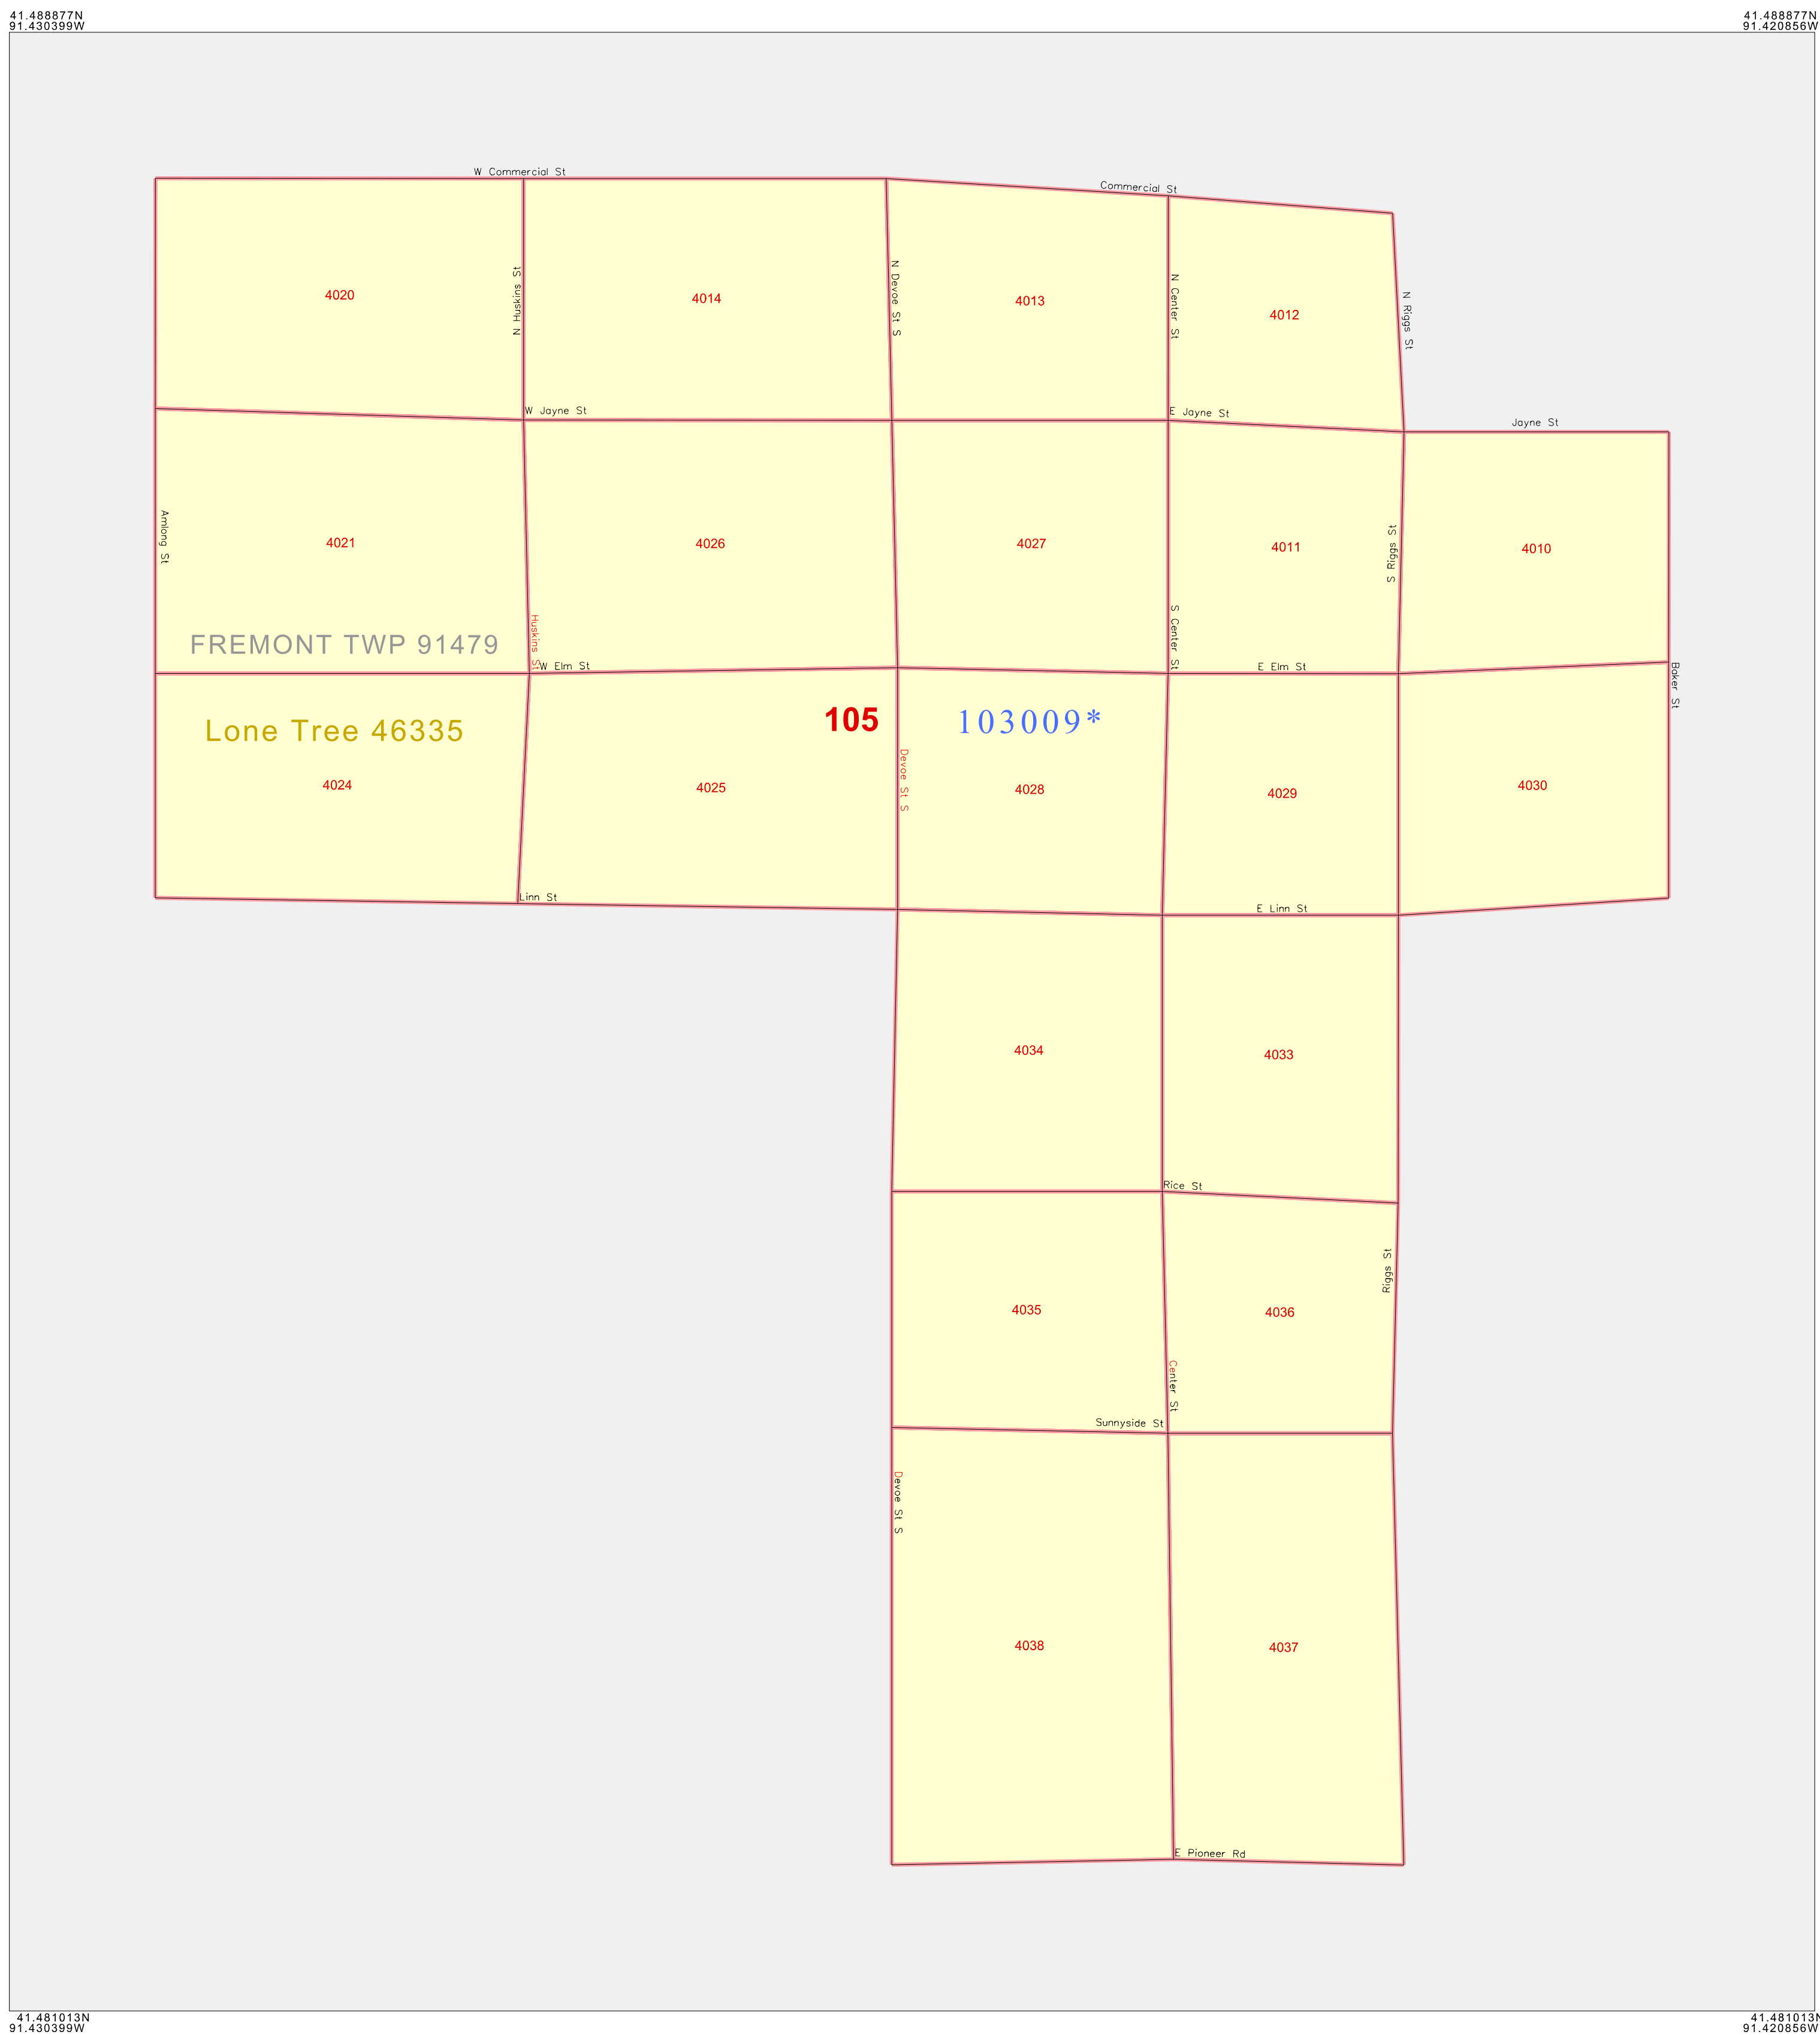 41.488877N
91.430399W
41.488877N
91.420856W
W Commercial St
Commercial St
4020
N Huskins St
4014
N Devoe St S
4013
N Center St
4012
N Riggs St
W Jayne St
E Jayne St
Jayne St
Amlong St
4021
4026
4027
4011
S Riggs St
4010
FREMONT TWP 91479
Huskins St
W Elm St
S Center St
E Elm St
Baker St
Lone Tree 46335
105
103009*
4024
4025
Devoe St S
4028
4029
4030
Linn St
E Linn St
4034
4033
Rice St
4035
4036
Riggs St
Center St
Sunnyside St
Devoe St S
4038
4037
E Pioneer Rd
41.481013N
91.430399W
41.481013N
91.420856W